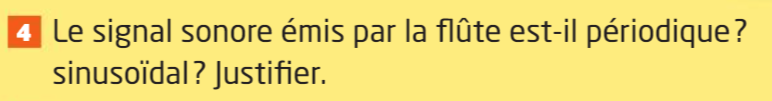 4 Le signal sonore émis par la flûte est-il périodique ?
sinusoïdal ? Justifier.